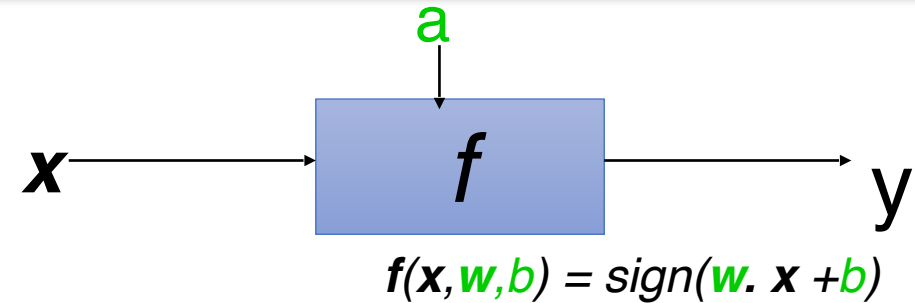 a
x
f
y
f(x,w,b) = sign(w. x +b)